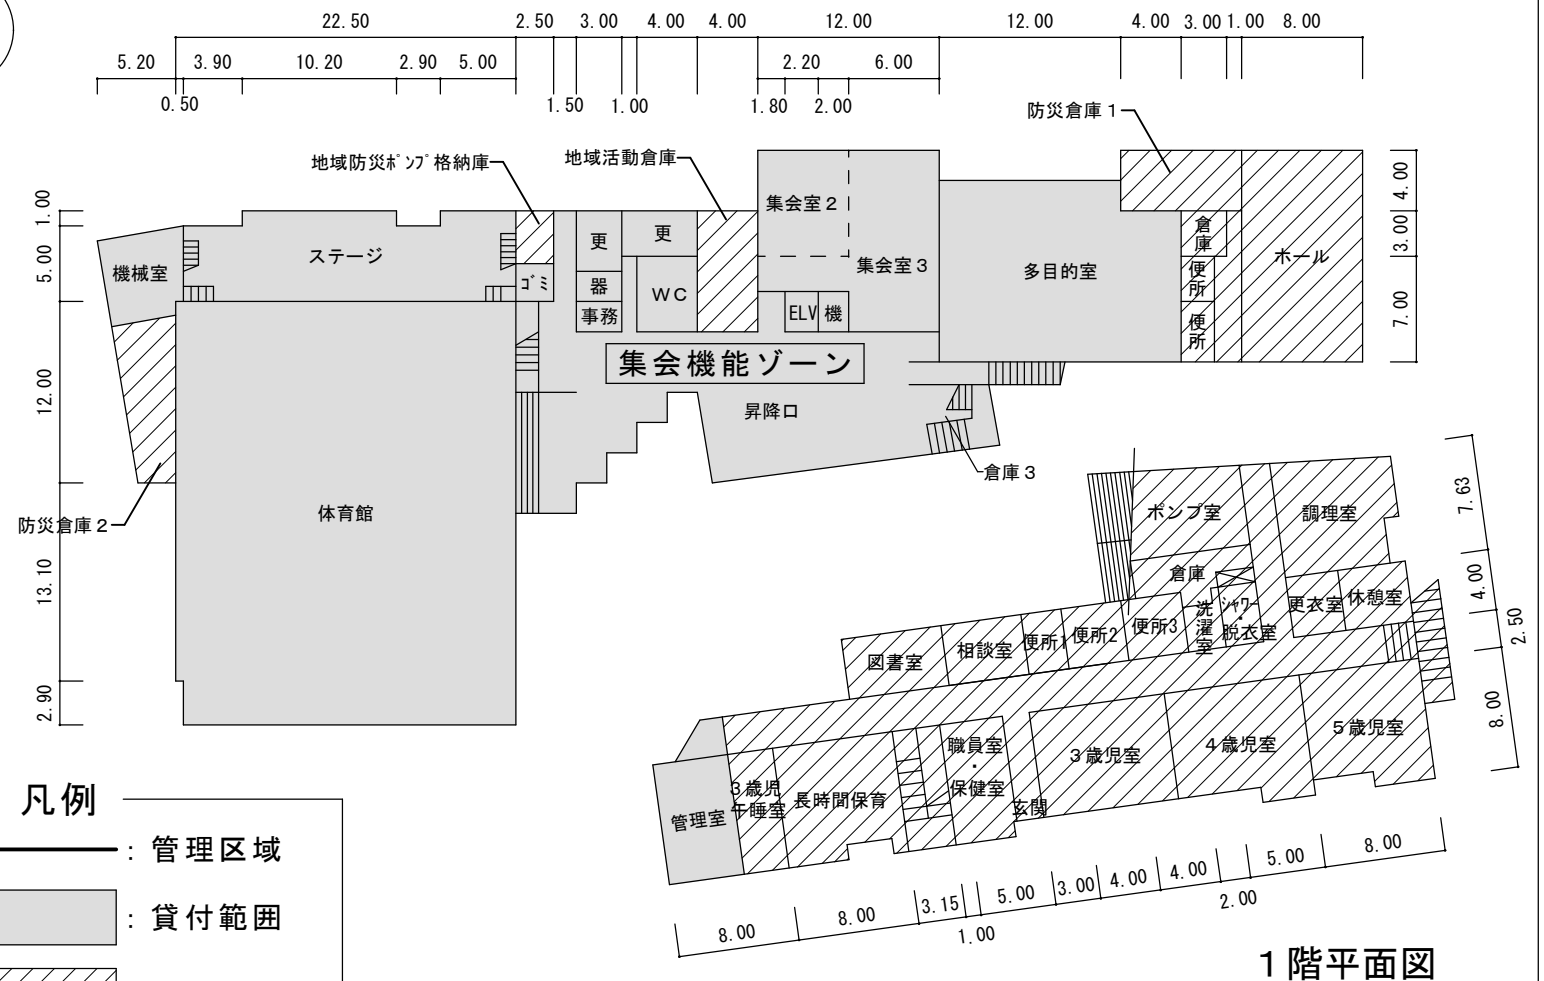 22.50 2.50 3.00 4.00 4.00 12.00 12.00 4.00 3.00 1.00 8.00
5.20 3.90 10.20 2.90 5.00 2.20 6.00
0.50 1.50 1.00 1.80 2.00
防災倉庫1
地域防災ﾎﾟﾝﾌﾟ格納庫
地域活動倉庫
1.00
5.00
12.00
13.10
2.90
4.00
3.00
7.00
機械室
ステージ
ゴミ
更
更
器
事務
WC
集会室2
集会室3
ELV
機
多目的室
倉庫
便所
便所
ホール
集会機能ゾーン
昇降口
倉庫3
体育館
防災倉庫2
ポンプ室
調理室
倉庫
洗濯室
ｼｬﾜｰ
・
脱衣室
更衣室
休憩室
図書室
相談室
便所1
便所2
便所3
7.63
4.00
2.50
8.00
管理室
3歳児
午睡室
長時間保育
職員室
・
保健室
玄関
3歳児室
4歳児室
5歳児室
8.00 8.00 3.15 5.00 3.00 4.00 4.00 5.00 8.00
1.00 2.00
凡例
: 管理区域
: 貸付範囲
1階平面図